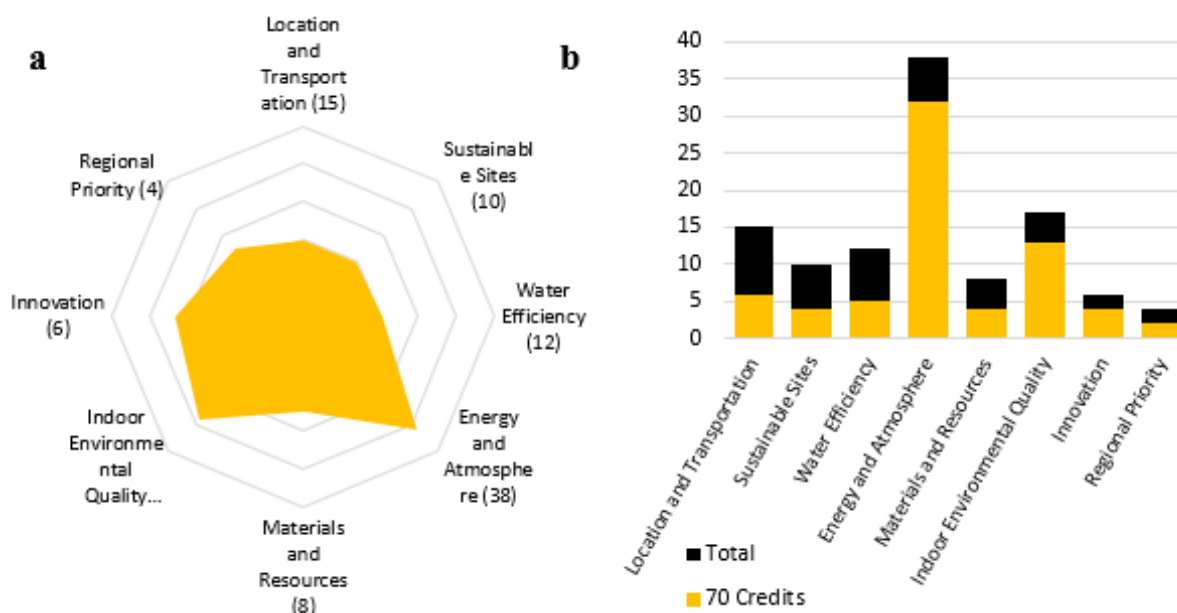 a
Location
and
Transport
ation (15)
Sustainabl
e Sites
(10)
Water
Efficiency
(12)
Energy
and
Atmosphe
re (38)
Materials
and
Resources
(8)
Indoor
Environme
ntal
Quality...
Innovation
(6)
Regional
Priority (4)
b
40
35
30
25
20
15
10
5
0
Location and Transportation
Sustainable Sites
Water Efficiency
Energy and Atmosphere
Materials and Resources
Indoor Environmental Quality
Innovation
Regional Priority
Total
70 Credits